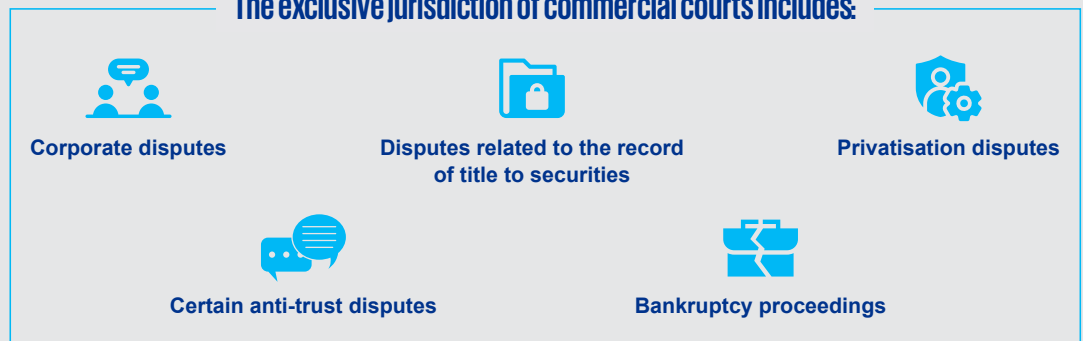 The exclusive jurisdiction of commercial courts includes:
Corporate disputes
Disputes related to the record
of title to securities
Privatisation disputes
Certain anti-trust disputes
Bankruptcy proceedings